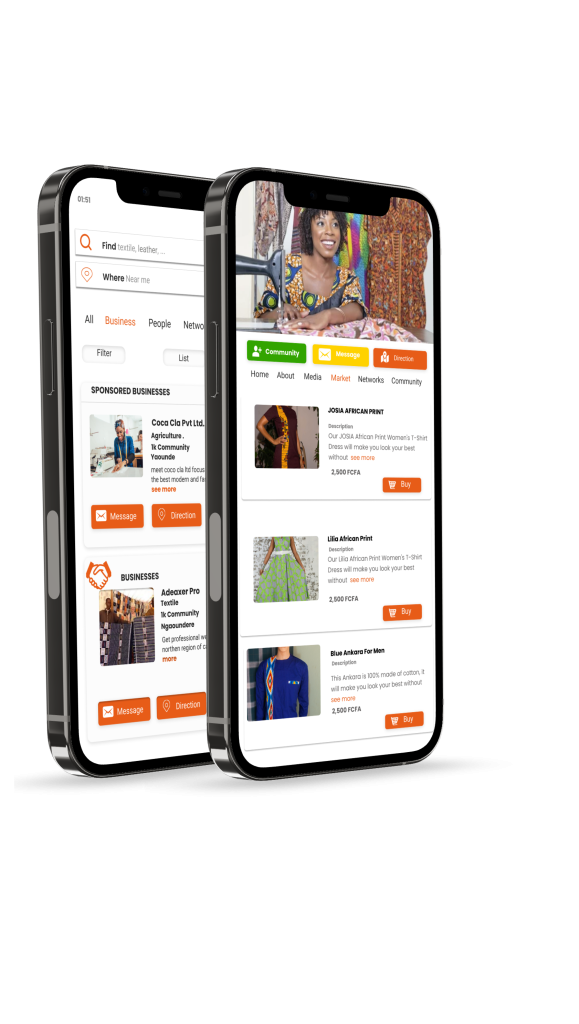 01:51
Find textile, leather, ...
Where Near me
All Business People Netwo
Filter List
SPONSORED BUSINESSES
Coca Cla Pvt Ltd.
Agriculture .
1k Community
Yaounde
meet coca cla ltd focus
the best modern and fa
see more
Message Direction
BUSINESSES
Adeaxer Pro
Textile
1k Community
Ngaoundere
Get professional we
northen region of c
more
Message Direction
Community Message Direction
Home About Media Market Networks Community
JOSIA AFRICAN PRINT
Description
Our JOSIA African Print Women's T-Shirt
Dress will make you look your best
without see more
2,500 FCFA
Buy
Lilia African Print
Description
Our Lilia African Print Women's T-Shirt
Dress will make you look your best
without see more
2,500 FCFA
Buy
Blue Ankara For Men
Description
This Ankara is 100% made of cotton, It
will make you look your best without
see more
2,500 FCFA
Buy